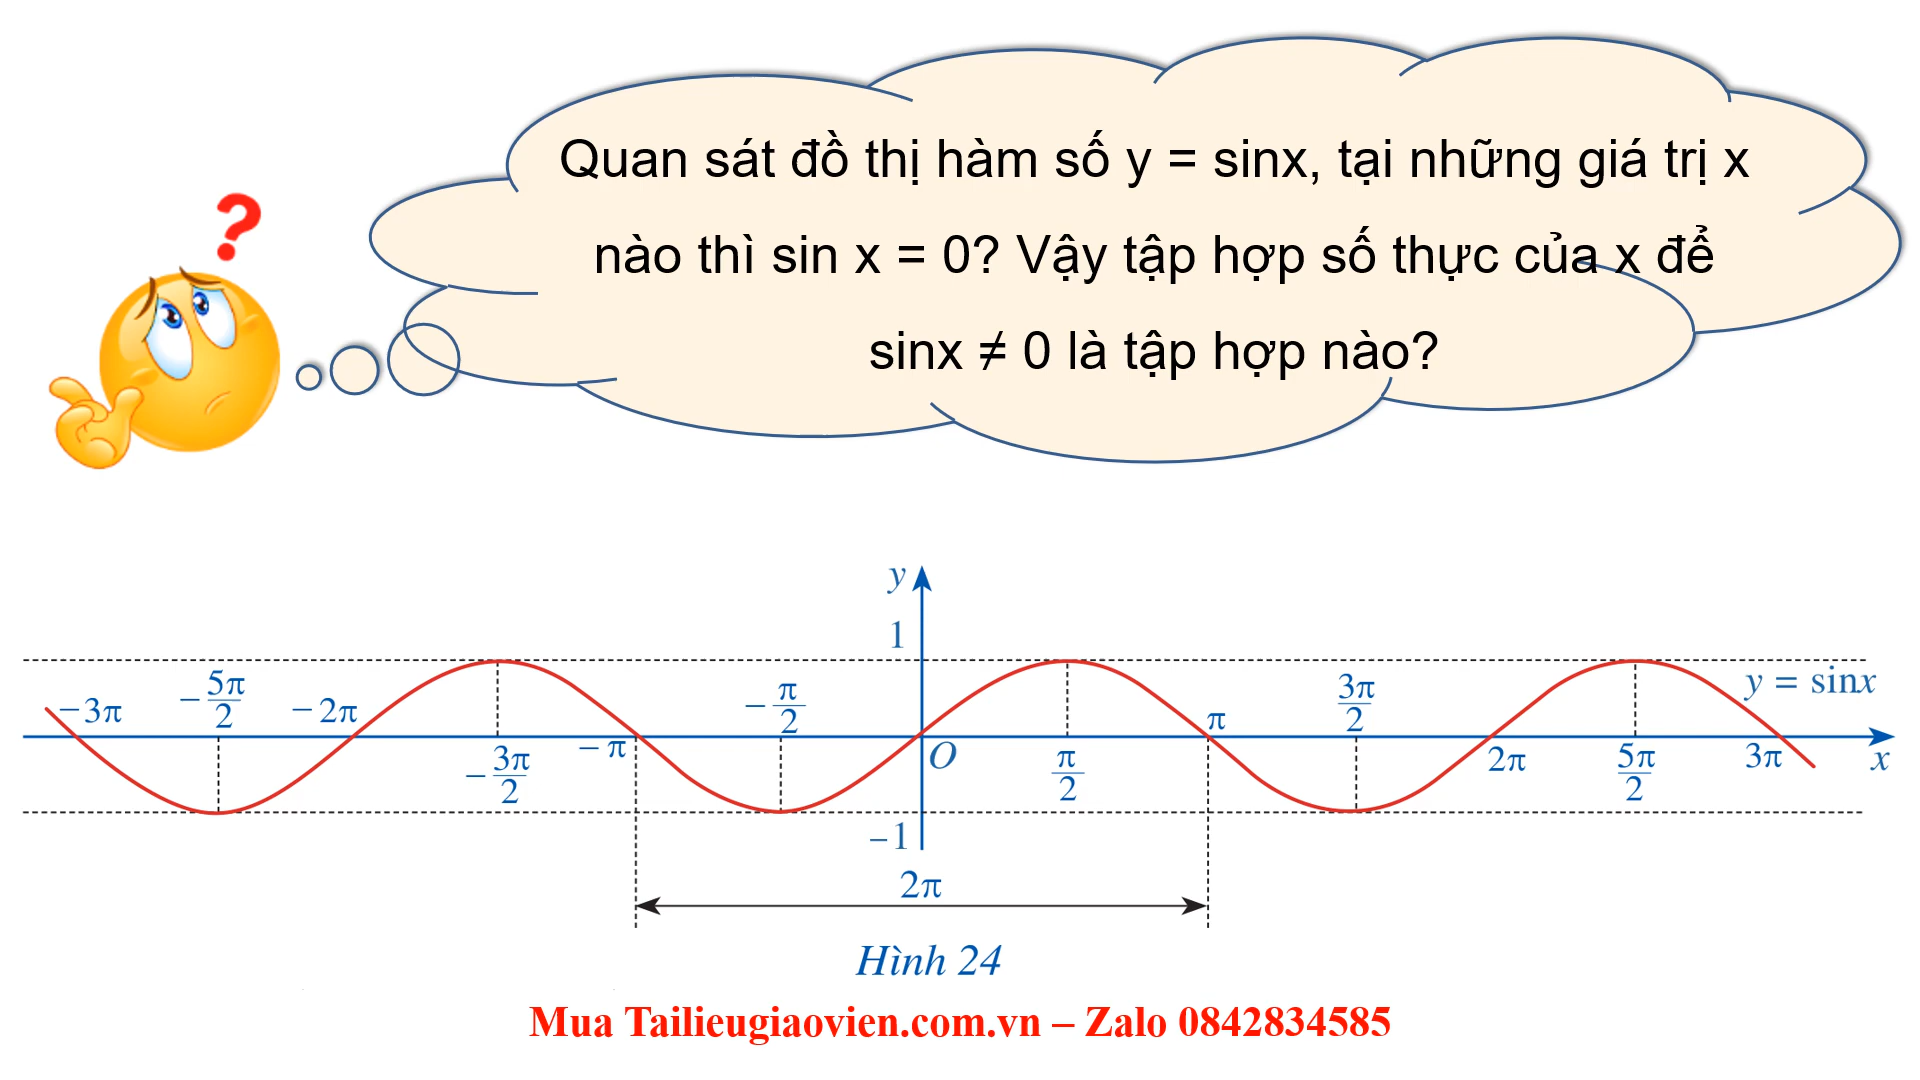 ?
Quan sát đồ thị hàm số y = sinx, tại những giá trị x
nào thì sin x = 0? Vậy tập hợp số thực của x để
sinx ≠ 0 là tập hợp nào?
y
1
−3π
−5π/2
−2π
−3π/2
−π
−π/2
O
π/2
π
3π/2
2π
5π/2
3π
y = sinx
x
−1
2π
Hình 24
Mua Tailieugiaovien.com.vn – Zalo 0842834585